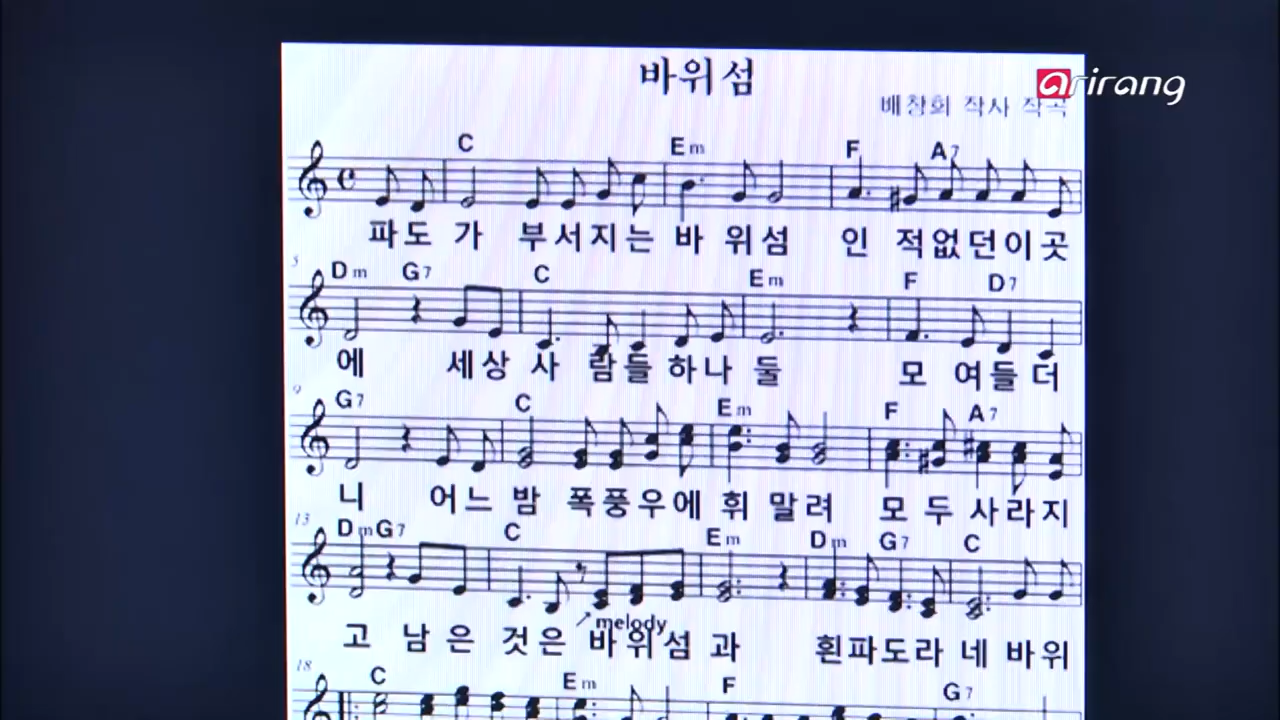 바위섬
arirang
배창희 작사 작곡
C Em F A7
파도 가 부서지는 바 위섬 인 적없던이 곳
5
Dm G7 C Em F D7
에 세상 사 람들 하나 둘 모 여들 더
9
G7 C Em F A7
니 어느 밤 폭풍우에 휘 말려 모 두 사라지
13
Dm G7 C Em Dm G7 C
melody
고 남 은 것은 바위섬 과 흰파도라 네 바위
18
C Em F G7